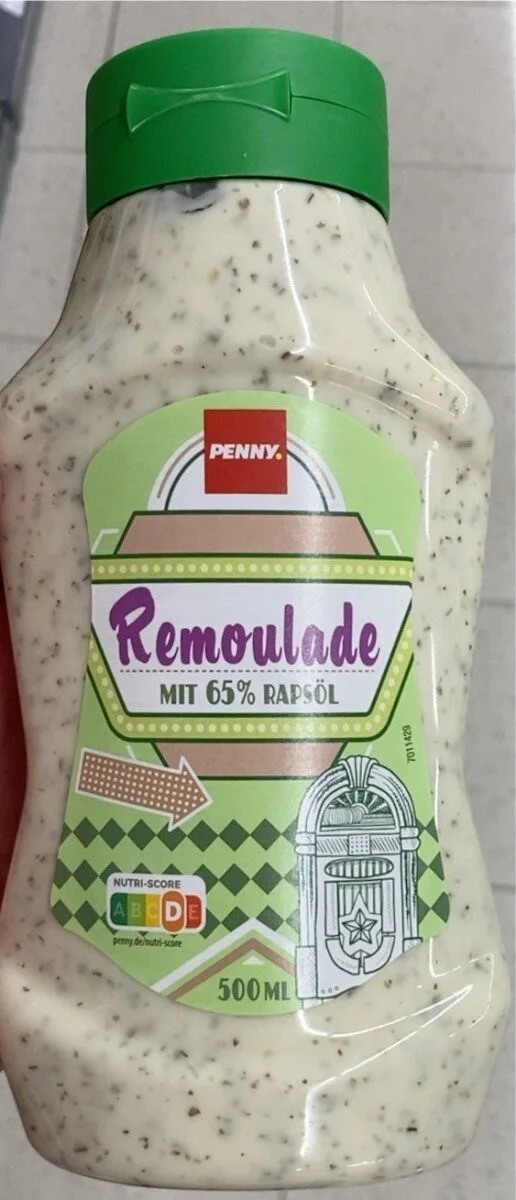 PENNY.
Remoulade
MIT 65% RAPSÖL
7011429
NUTRI-SCORE
A B C D E
penny.de/nutri-score
500 ML